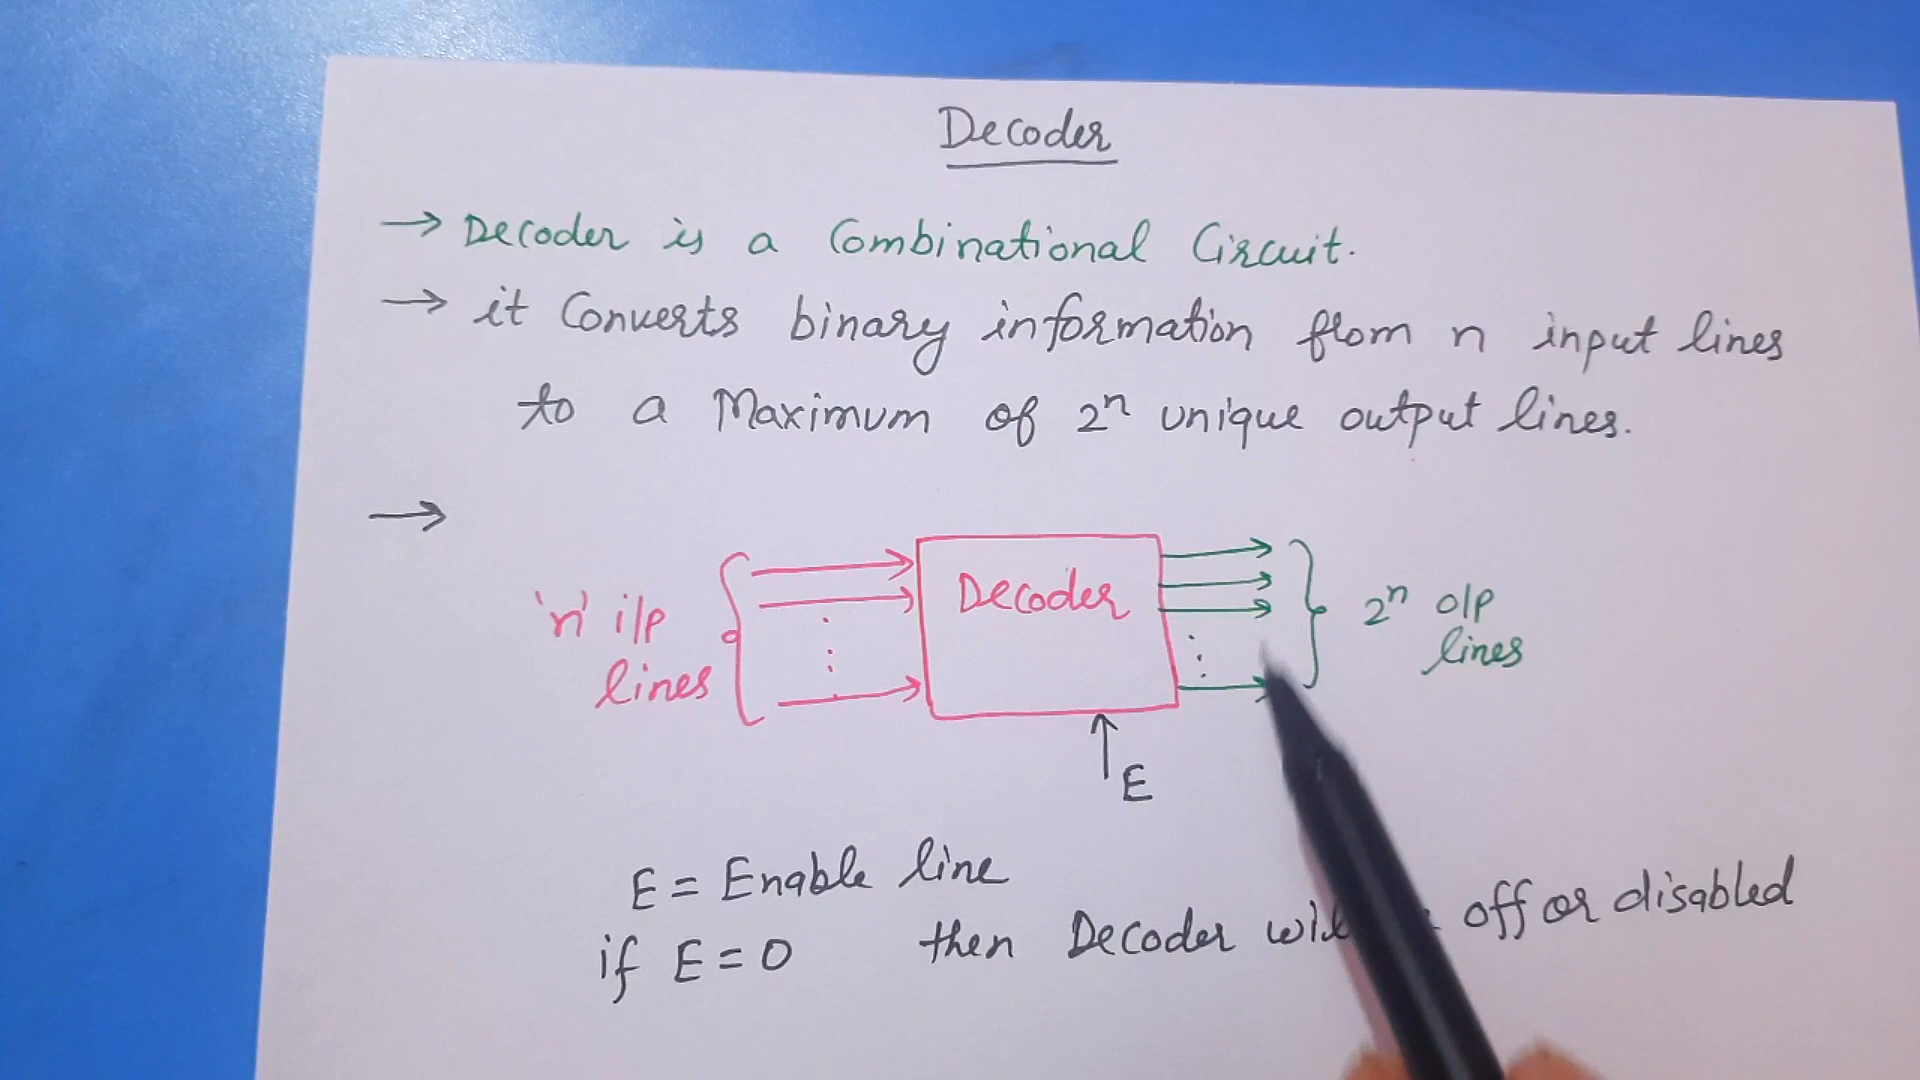 Decoder
→ Decoder is a Combinational Circuit.
→ it Converts binary information from n input lines
to a Maximum of 2ⁿ unique output lines.
→
'n' i/p
lines
Decoder
2ⁿ o/p
lines
E
E = Enable line
if E = 0 then Decoder off or disabled